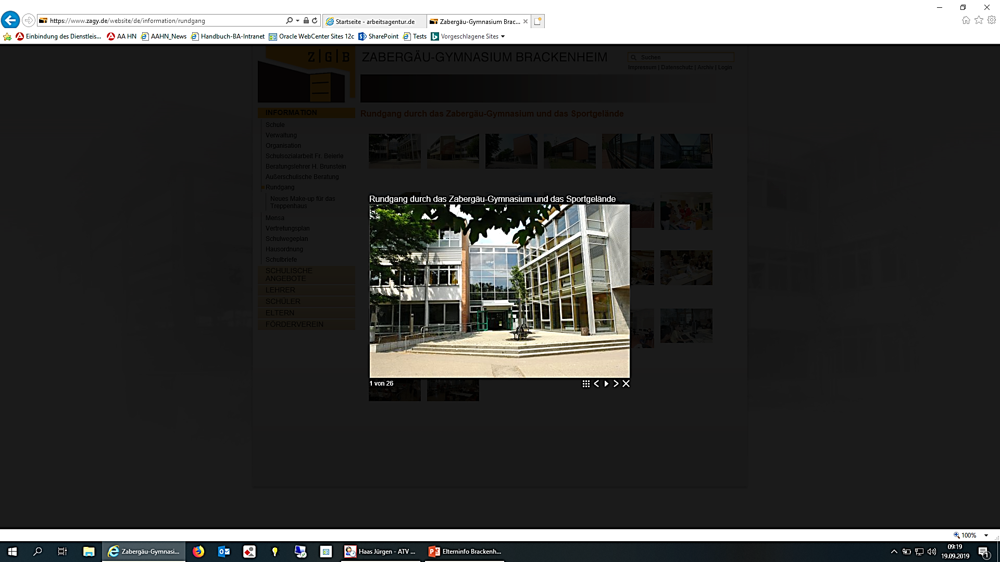 https://www.zagy.de/website/de/information/rundgang
Startseite - arbeitsagentur.de
Zabergäu-Gymnasium Brac...
Einbindung des Dienstleis...
AA HN
AAHN_News
Handbuch-BA-Intranet
Oracle WebCenter Sites 12c
SharePoint
Tests
Vorgeschlagene Sites
Z|G|B
ZABERGÄU-GYMNASIUM BRACKENHEIM
Suchen
Impressum | Datenschutz | Archiv | Login
INFORMATION
Schule
Verwaltung
Organisation
Schulsozialarbeit Fr. Beierle
Beratungslehrer H. Brunstein
Außerschulische Beratung
Rundgang
Neues Make-up für das
Treppenhaus
Mensa
Vertretungsplan
Schulwegeplan
Hausordnung
Schulbriefe
SCHULISCHE
ANGEBOTE
LEHRER
SCHÜLER
ELTERN
FÖRDERVEREIN
Rundgang durch das Zabergäu-Gymnasium und das Sportgelände
Rundgang durch das Zabergäu-Gymnasium und das Sportgelände
1 von 26
100%
Zabergäu-Gymnasi...
Haas Jürgen - ATV ...
Elterninfo Brackenh...
09:19
19.09.2019
1